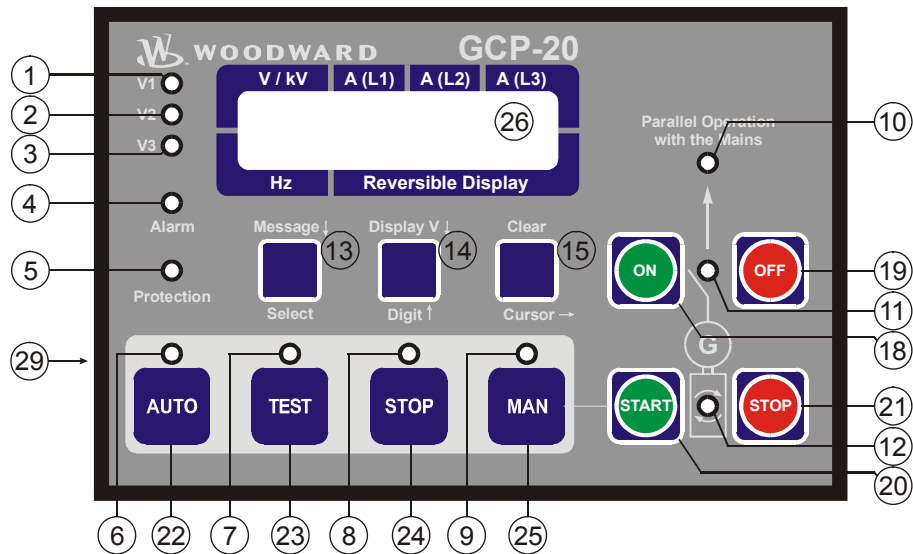 WOODWARD GCP-20
V / kV A (L1) A (L2) A (L3)
1 V1
2 V2
26
Parallel Operation
with the Mains
10
3 V3
Hz Reversible Display
4
Alarm
Message ↓ 13 Display V ↓ 14 Clear 15
5
Protection
Select Digit ↑ Cursor →
ON OFF
19
11
18
G
29
AUTO TEST STOP MAN
START STOP
21
12
20
6 22 7 23 8 24 9 25